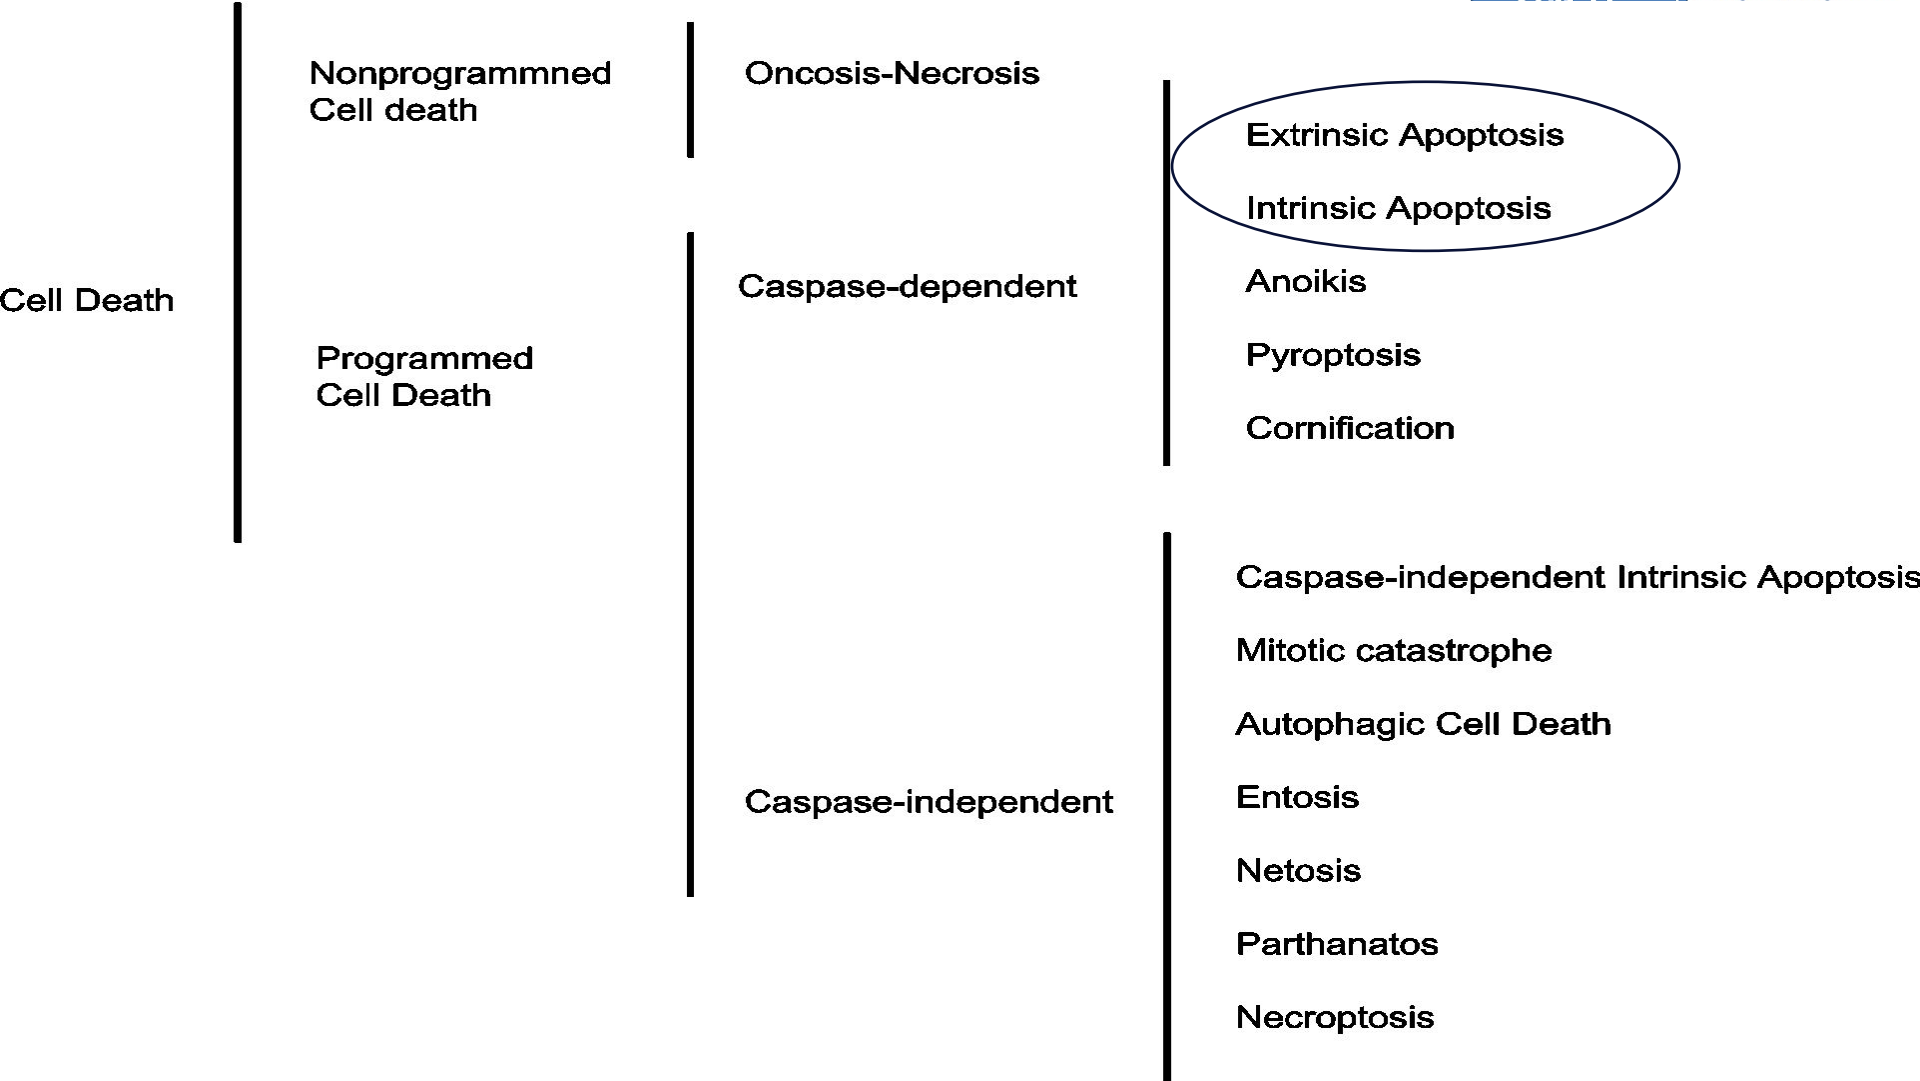 Nonprogrammned
Cell death
Oncosis-Necrosis
Extrinsic Apoptosis
Intrinsic Apoptosis
Caspase-dependent
Anoikis
Cell Death
Programmed
Cell Death
Pyroptosis
Cornification
Caspase-independent Intrinsic Apoptosis
Mitotic catastrophe
Autophagic Cell Death
Caspase-independent
Entosis
Netosis
Parthanatos
Necroptosis